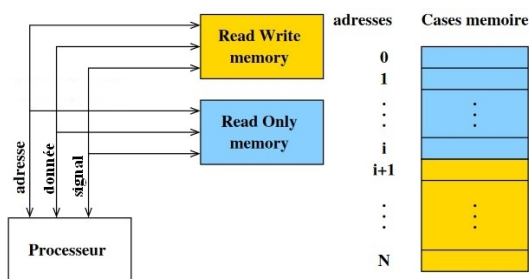 adresses
Cases memoire
Read Write
memory
Read Only
memory
adresse
donnée
signal
Processeur
0
1
i
i+1
N